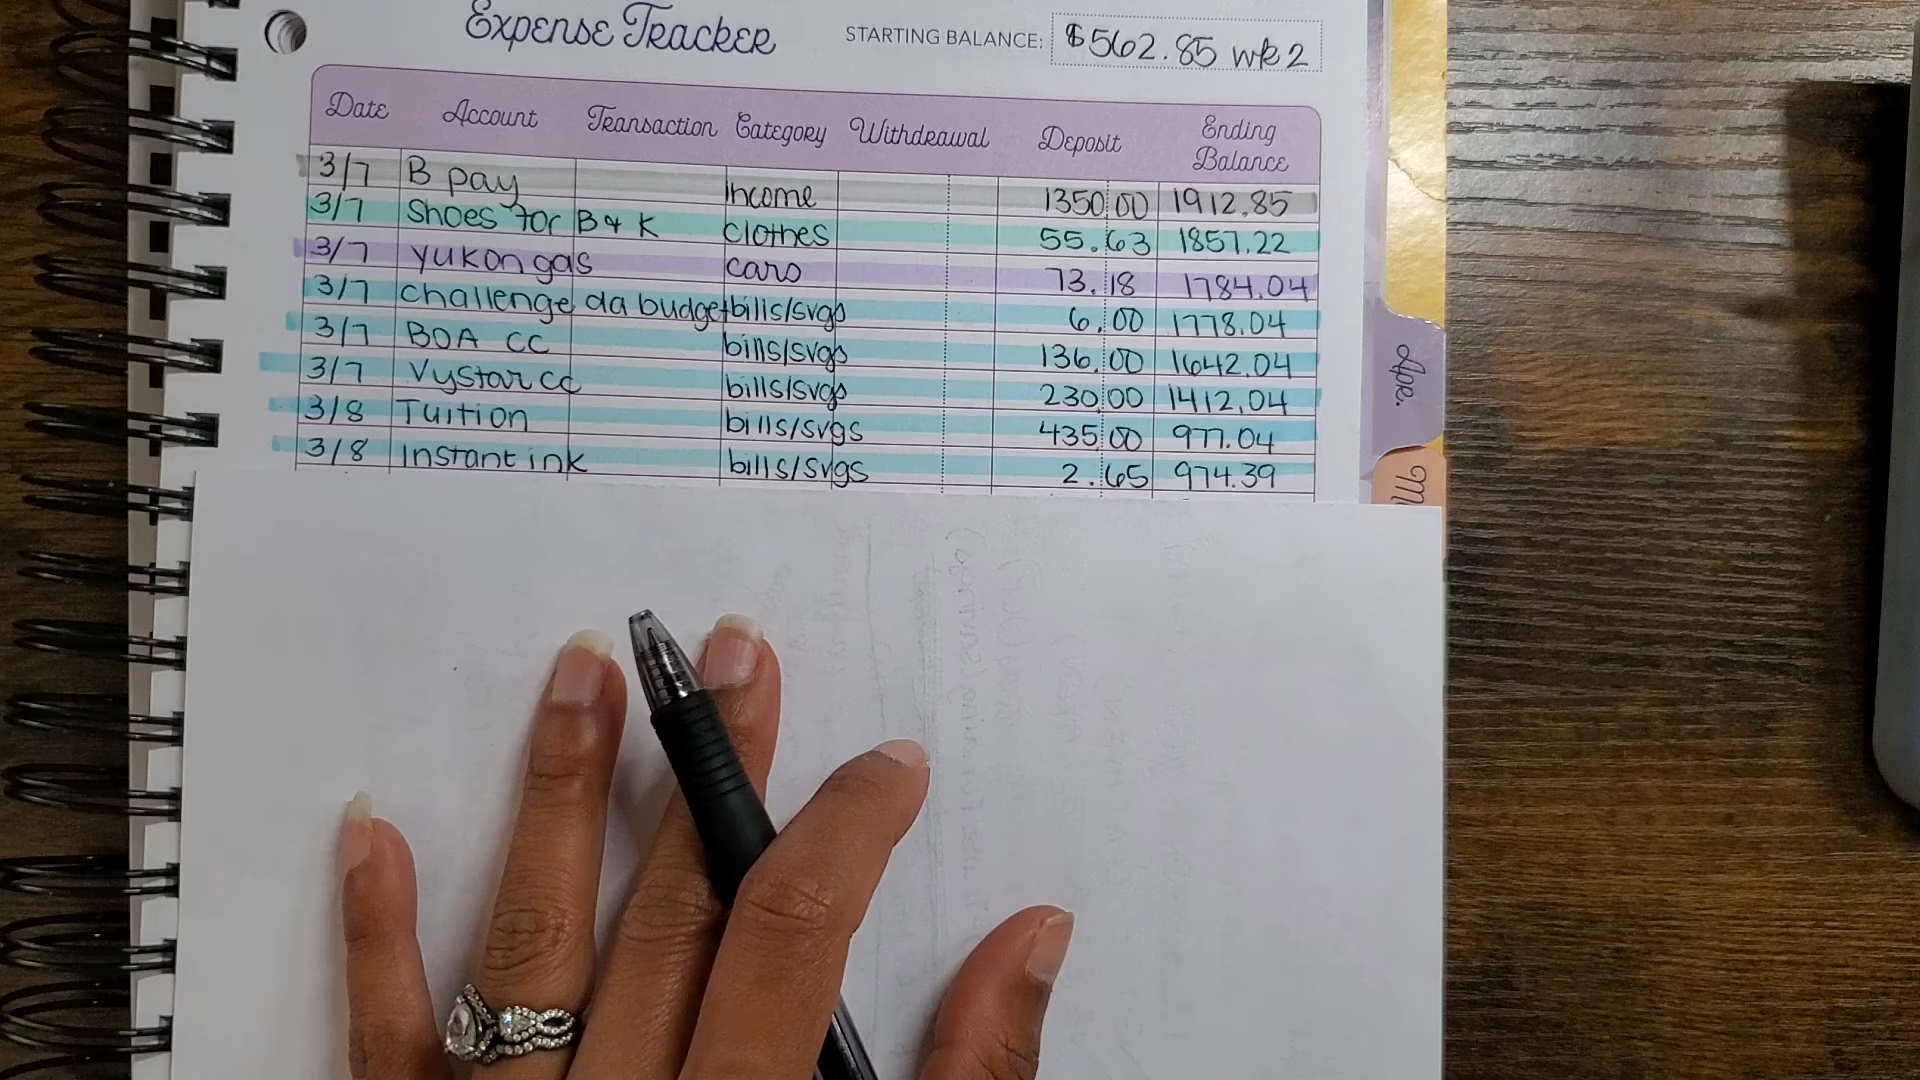 Expense Tracker
STARTING BALANCE: $562.85 wk 2
Date Account Transaction Category Withdrawal Deposit Ending Balance
3/7 B pay income 1350.00 1912.85
3/7 Shoes for B & K clothes 55.63 1857.22
3/7 yukon gas cars 73.18 1784.04
3/7 challenge da budget bills/svgs 6.00 1778.04
3/7 BOA CC bills/svgs 136.00 1642.04
3/7 Vystar cc bills/svgs 230.00 1412.04
3/8 Tuition bills/svgs 435.00 977.04
3/8 Instant ink bills/svgs 2.65 974.39
Apr.